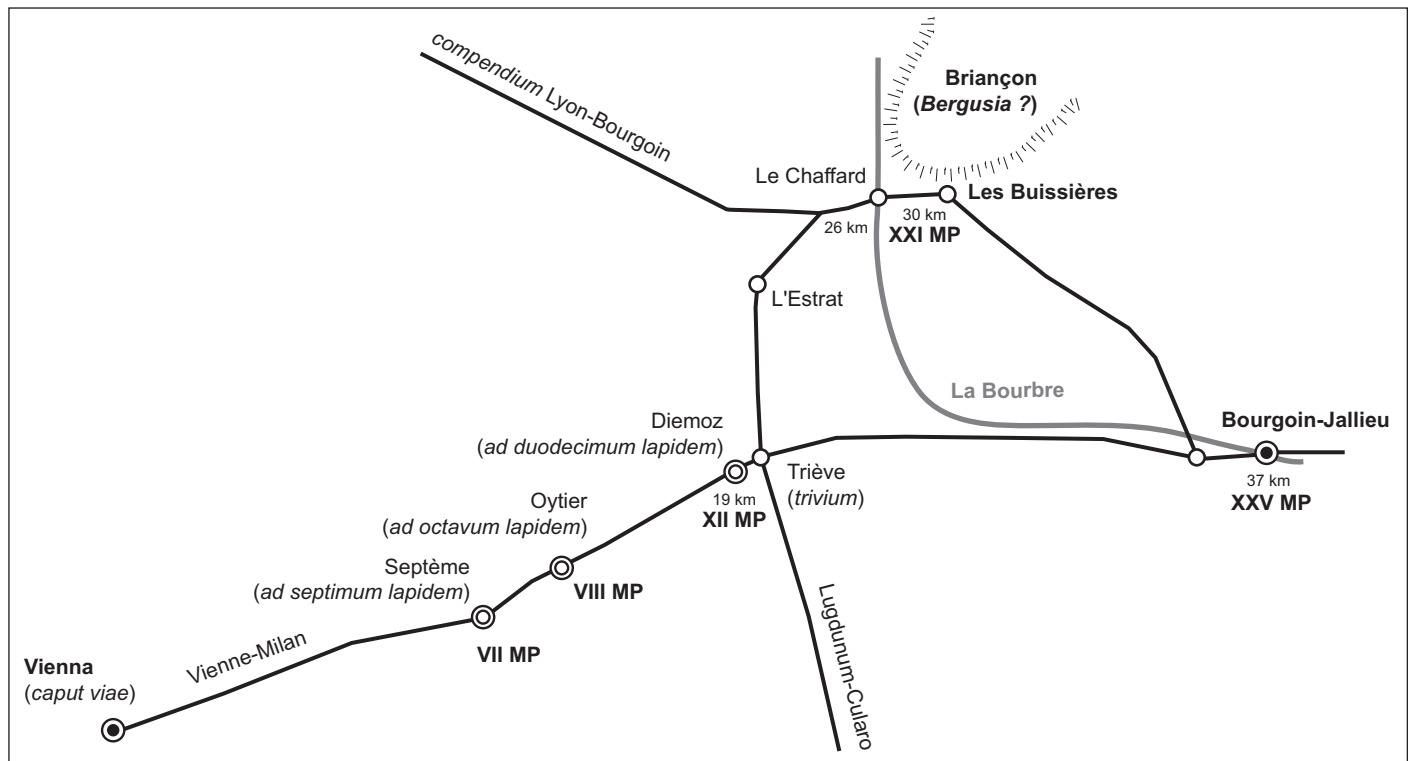 compendium Lyon-Bourgoin
Briançon
(Bergusia ?)
Le Chaffard
Les Buissières
26 km
30 km
XXI MP
L'Estrat
La Bourbre
Bourgoin-Jallieu
37 km
XXV MP
Diemoz
(ad duodecimum lapidem)
Triève
(trivium)
19 km
XII MP
Oytier
(ad octavum lapidem)
VIII MP
Septème
(ad septimum lapidem)
VII MP
Lugdunum-Cularo
Vienne-Milan
Vienna
(caput viae)